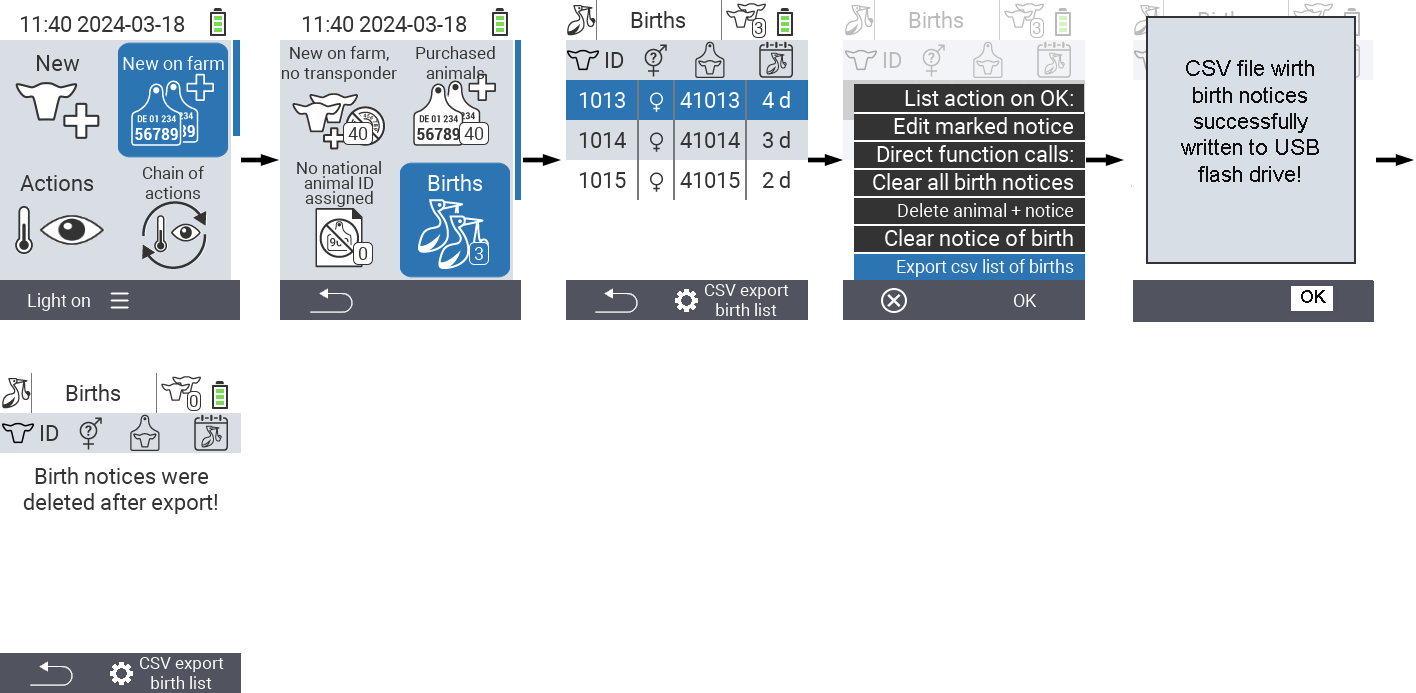 11:40 2024-03-18
New
New on farm
DE 01 234
56789
234
39
Actions
Chain of
actions
Light on
11:40 2024-03-18
New on farm,
no transponder
40
Purchased
animals
DE 01 234
56789
234
40
No national
animal ID
assigned
0
Births
3
Births
3
ID
1013 ♀ 41013 4 d
1014 ♀ 41014 3 d
1015 ♀ 41015 2 d
CSV export
birth list
Births
3
ID
List action on OK:
Edit marked notice
Direct function calls:
Clear all birth notices
Delete animal + notice
Clear notice of birth
Export csv list of births
OK
CSV file wirth
birth notices
successfully
written to USB
flash drive!
OK
Births
0
ID
Birth notices were
deleted after export!
CSV export
birth list